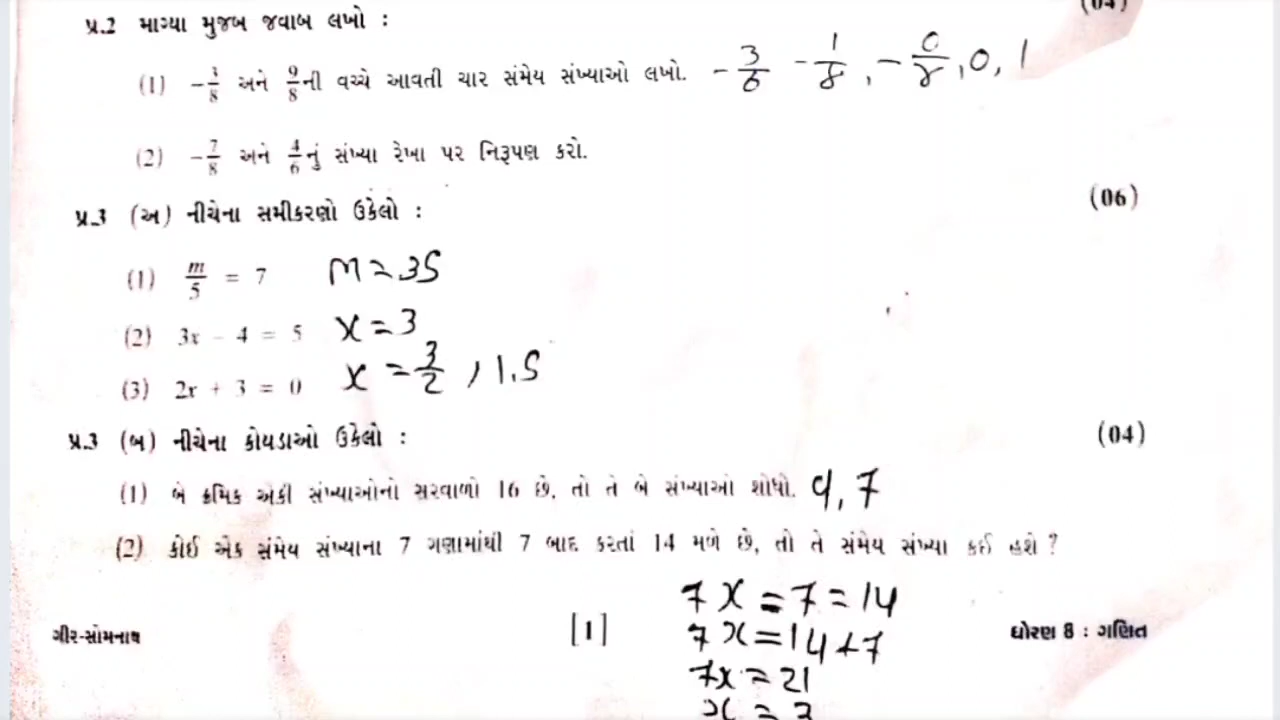 (04)
પ્ર.2 માગ્યા મુજબ જવાબ લખો :
(1) -3/8 અને 9/8ની વચ્ચે આવતી ચાર સંમેય સંખ્યાઓ લખો. - 3/8 - 1/8, - 0/8, 0, 1
(2) -7/8 અને 4/6નું સંખ્યા રેખા પર નિરૂપણ કરો.
પ્ર.3 (અ) નીચેના સમીકરણો ઉકેલો : (06)
(1) m/5 = 7 m = 35
(2) 3x - 4 = 5 x = 3
(3) 2x + 3 = 0 x = 3/2 , 1.5
પ્ર.3 (બ) નીચેના કોયડાઓ ઉકેલો : (04)
(1) બે ક્રમિક એકી સંખ્યાઓનો સરવાળો 16 છે, તો તે બે સંખ્યાઓ શોધો. 9, 7
(2) કોઈ એક સંમેય સંખ્યાના 7 ગણામાંથી 7 બાદ કરતાં 14 મળે છે, તો તે સંમેય સંખ્યા કઈ હશે ?
7x = 7 = 14
7x = 14 + 7
7x = 21
x = 3
ગીર-સોમનાથ [1] ધોરણ 8 : ગણિત